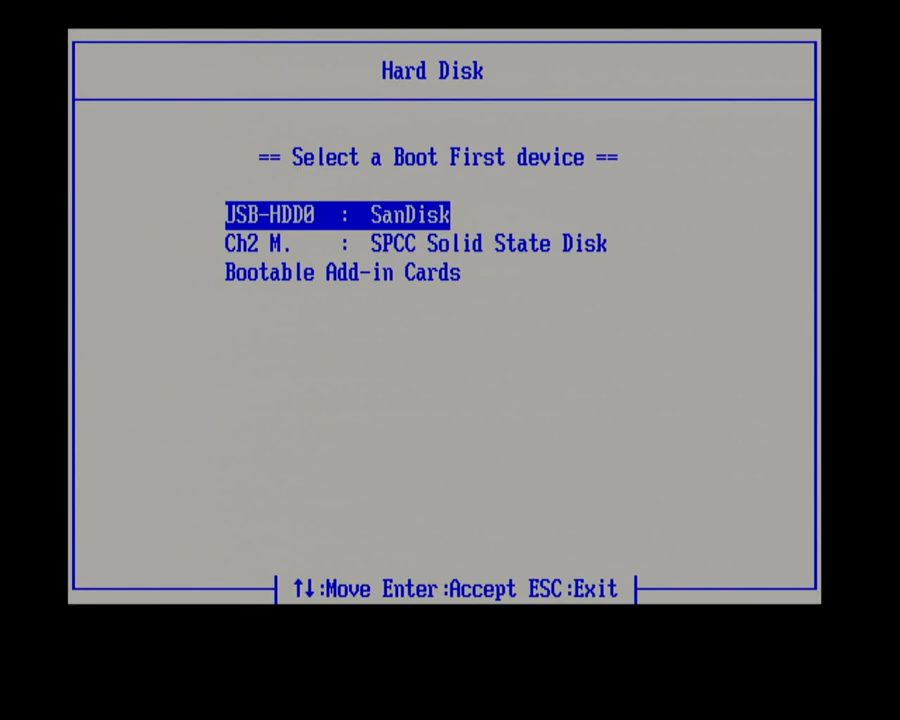 Hard Disk
== Select a Boot First device ==
USB-HDD0 : SanDisk
Ch2 M. : SPCC Solid State Disk
Bootable Add-in Cards
↑↓:Move Enter:Accept ESC:Exit